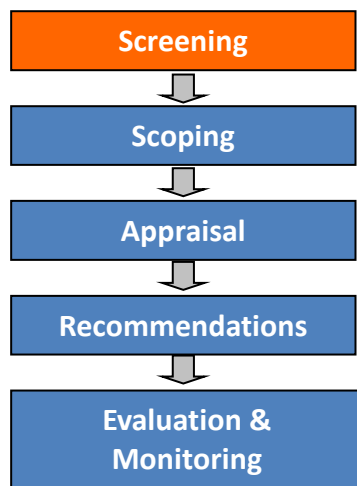 Screening
Scoping
Appraisal
Recommendations
Evaluation &
Monitoring